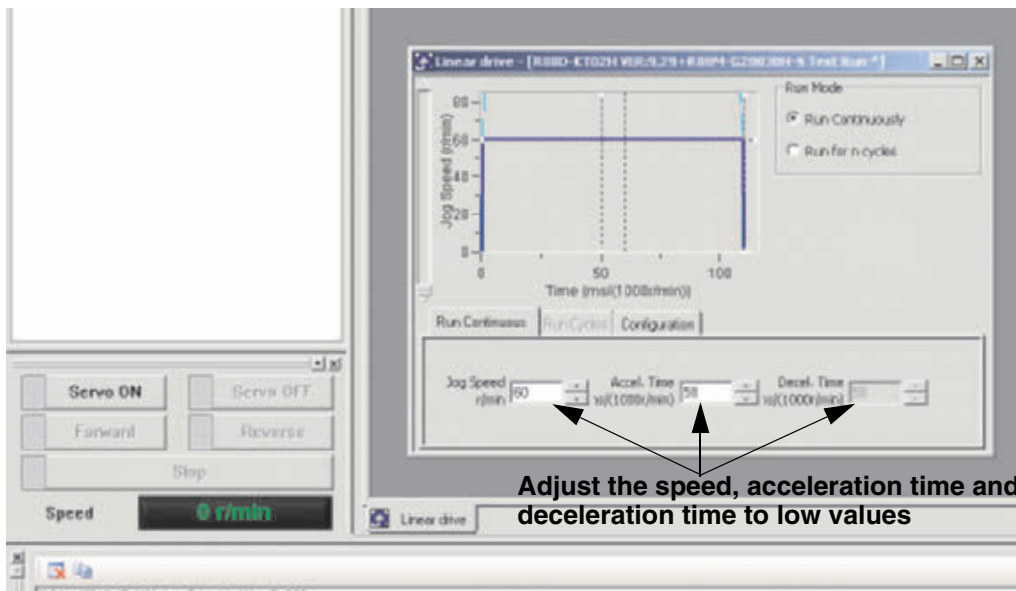 Linear drive - [R88D-KT02H VER:9.29+R88M-G20030H-S Test Run *]
Run Mode
Run Continuously
Run for n cycles
80
60
40
20
0
Jog Speed (r/min)
0 50 100
Time (ms/(1000r/min))
Run Continuous Run Cycles Configuration
Jog Speed
r/min 60
Accel. Time
/(1000r/min)
Decel. Time
/(1000r/min)
Servo ON Servo OFF
Forward Reverse
Stop
Speed 0 r/min
Linear drive
Adjust the speed, acceleration time and
deceleration time to low values